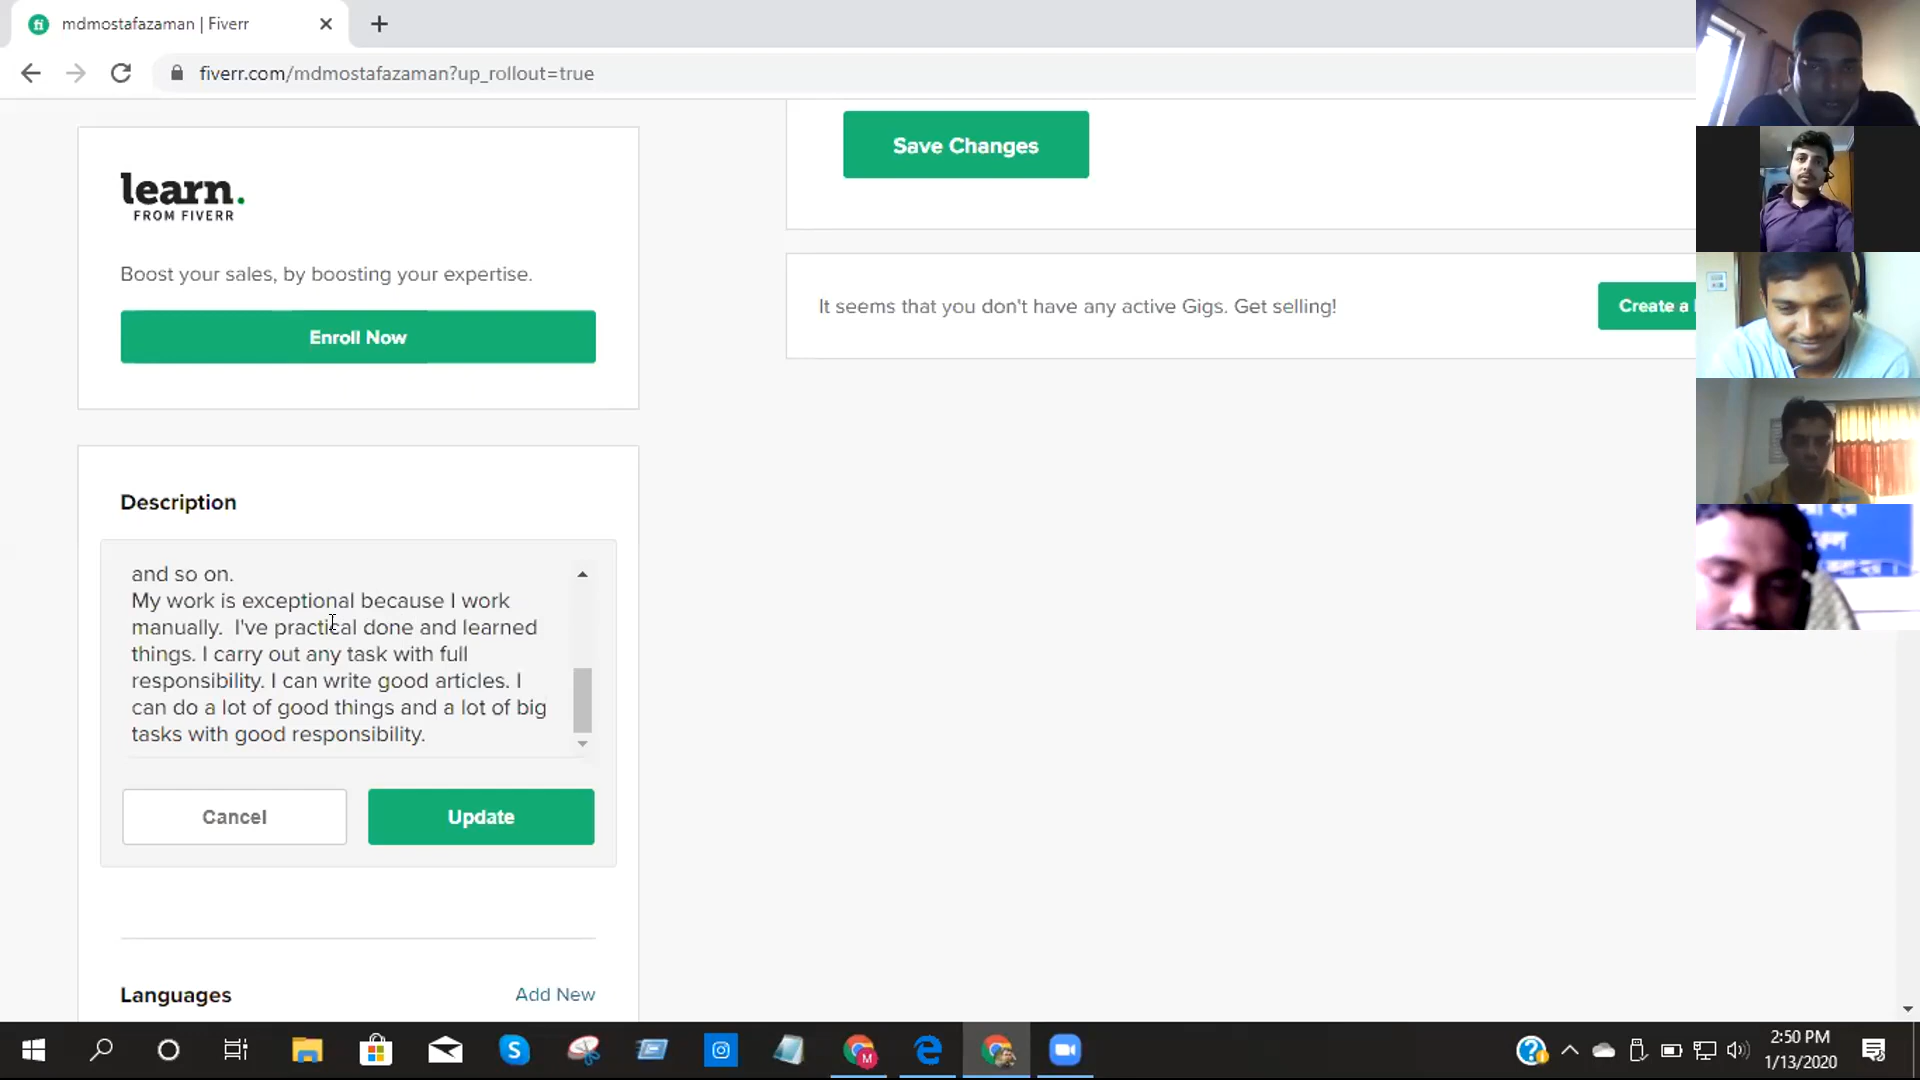 mdmostafazaman | Fiverr
fiverr.com/mdmostafazaman?up_rollout=true
learn.
FROM FIVERR
Boost your sales, by boosting your expertise.
Enroll Now
Save Changes
It seems that you don't have any active Gigs. Get selling!
Create a
Description
and so on.
My work is exceptional because I work
manually.  I've practical done and learned
things. I carry out any task with full
responsibility. I can write good articles. I
can do a lot of good things and a lot of big
tasks with good responsibility.
Cancel
Update
Languages
Add New
2:50 PM
1/13/2020